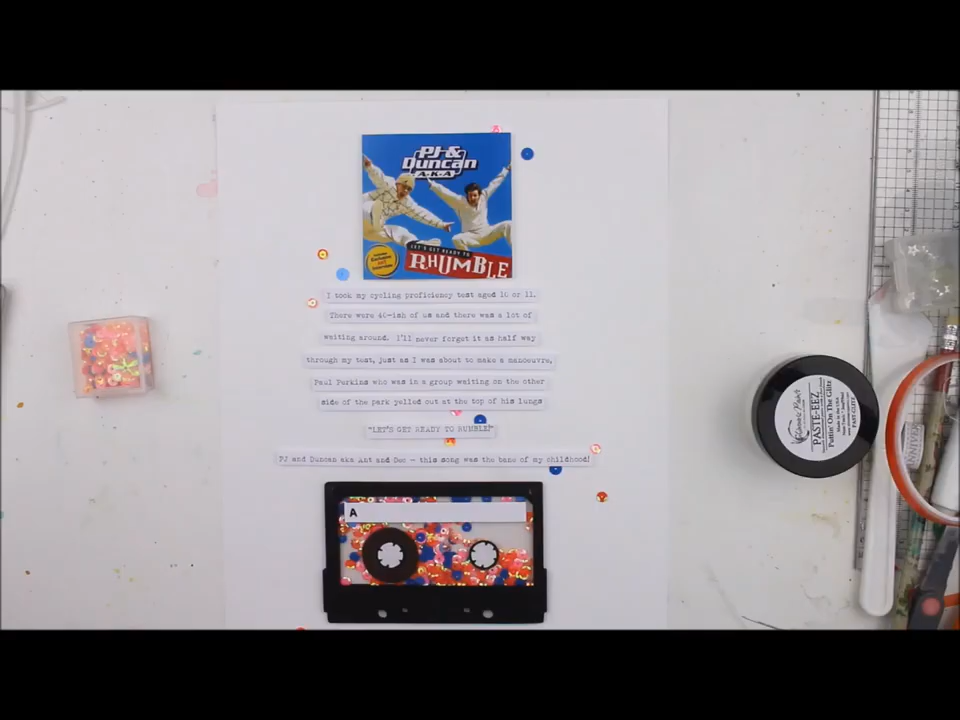 PJ &
Duncan
A.K.A
LET'S GET READY TO
RHUMBLE
I took my cycling proficiency test aged 10 or 11.
There were 40-ish of us and there was a lot of
waiting around. I'll never forget it as half way
through my test, just as I was about to make a manoeuvre,
Paul Perkins who was in a group waiting on the other
side of the park yelled out at the top of his lungs
"LET'S GET READY TO RUMBLE!"
PJ and Duncan aka Ant and Dec - this song was the bane of my childhood!
A
PASTE-EEZ
Puttin' On The Glitz